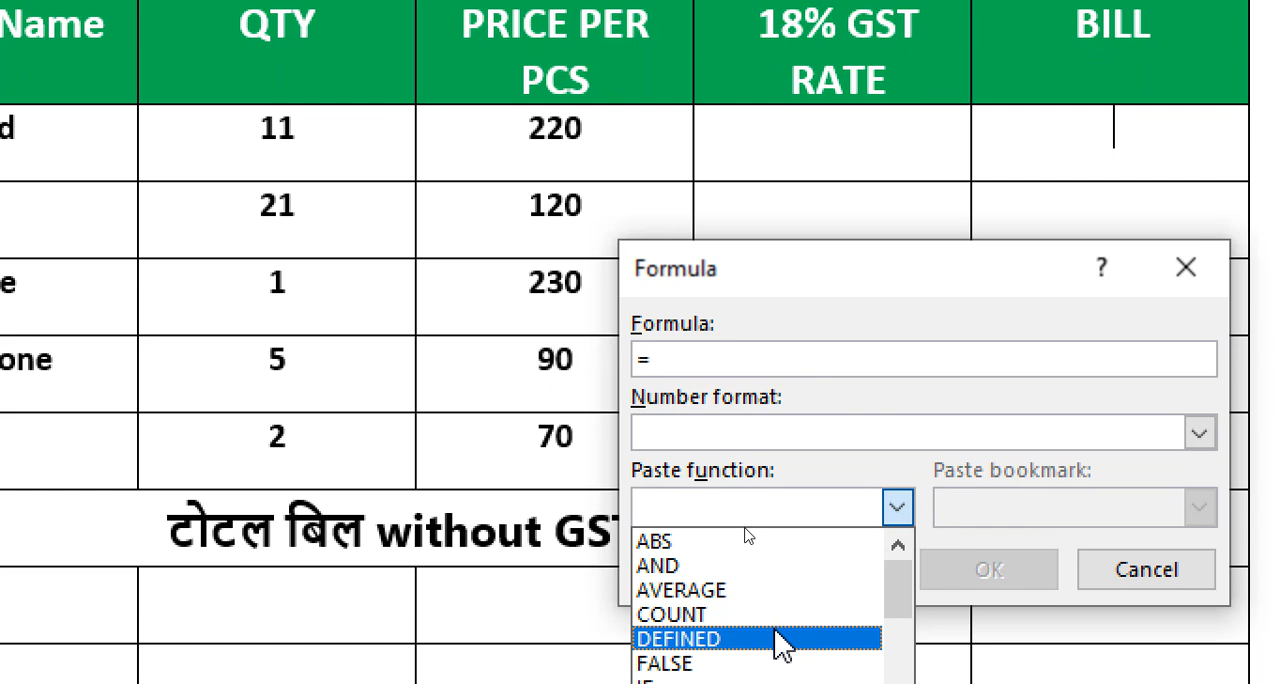 Name QTY PRICE PER PCS 18% GST RATE BILL
d 11 220
21 120
e 1 230
one 5 90
2 70
टोटल बिल without GS
Formula ?
Formula:
=
Number format:
Paste function: Paste bookmark:
ABS
AND
AVERAGE
COUNT
DEFINED
FALSE
OK Cancel